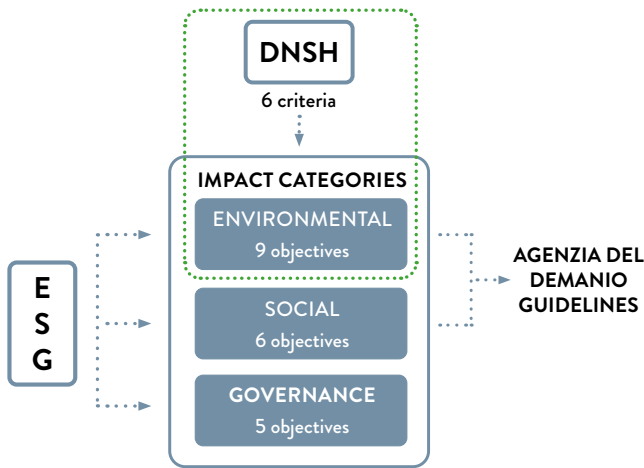 DNSH
6 criteria
IMPACT CATEGORIES
ENVIRONMENTAL
9 objectives
E
S
G
SOCIAL
6 objectives
GOVERNANCE
5 objectives
AGENZIA DEL
DEMANIO
GUIDELINES